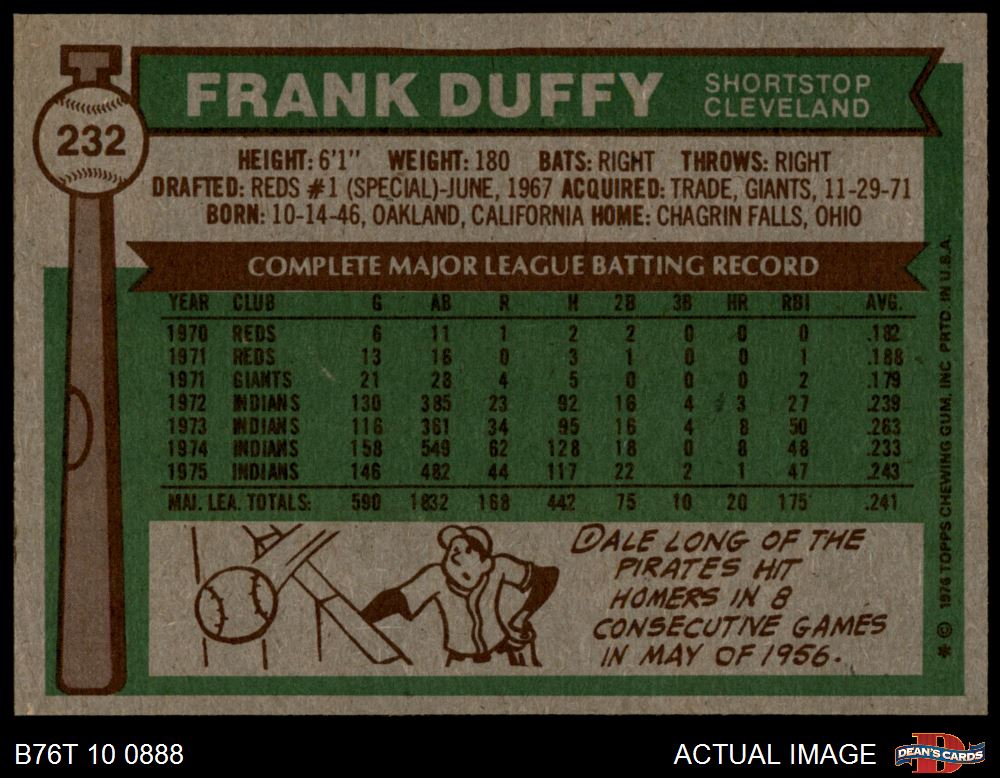 232
FRANK DUFFY
SHORTSTOP
CLEVELAND
HEIGHT: 6'1" WEIGHT: 180 BATS: RIGHT THROWS: RIGHT
DRAFTED: REDS #1 (SPECIAL)-JUNE, 1967 ACQUIRED: TRADE, GIANTS, 11-29-71
BORN: 10-14-46, OAKLAND, CALIFORNIA HOME: CHAGRIN FALLS, OHIO
COMPLETE MAJOR LEAGUE BATTING RECORD
YEAR CLUB G AB R H 2B 3B HR RBI AVG.
1970 REDS 6 11 1 2 2 0 0 0 .182
1971 REDS 13 16 0 3 1 0 0 1 .188
1971 GIANTS 21 28 4 5 0 0 0 2 .179
1972 INDIANS 130 385 23 92 16 4 3 27 .239
1973 INDIANS 116 361 34 95 16 4 8 50 .263
1974 INDIANS 158 549 62 128 18 0 8 48 .233
1975 INDIANS 146 482 44 117 22 2 1 47 .243
MAJ. LEA. TOTALS: 590 1832 168 442 75 10 20 175 .241
DALE LONG OF THE
PIRATES HIT
HOMERS IN 8
CONSECUTIVE GAMES
IN MAY OF 1956.
* © 1976 TOPPS CHEWING GUM, INC. PRTD. IN U.S.A.
B76T 10 0888
ACTUAL IMAGE
DEAN'S CARDS